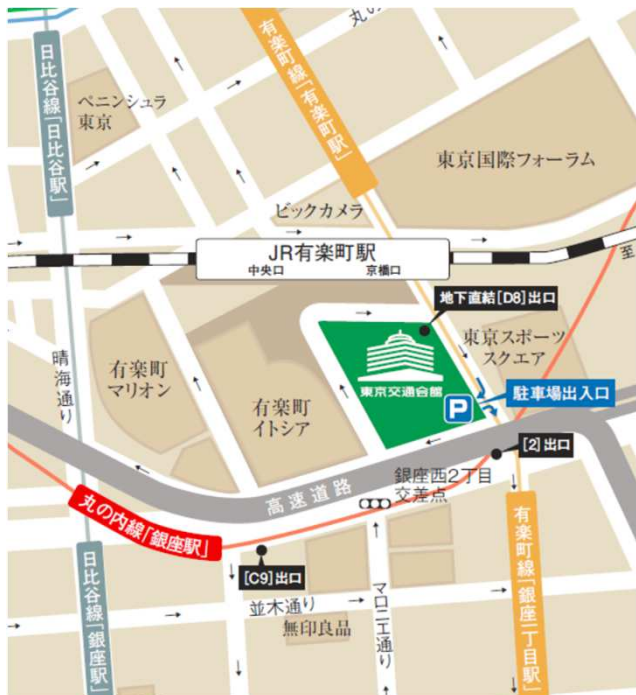 丸の
有楽町線「有楽町駅」
日比谷線「日比谷駅」
ペニンシュラ
東京
東京国際フォーラム
ビックカメラ
JR有楽町駅
中央口
京橋口
至
地下直結[D8]出口
東京スポーツ
スクエア
晴海通り
有楽町
マリオン
有楽町
イトシア
東京交通会館
P
駐車場出入口
[2]出口
銀座西2丁目
交差点
高速道路
丸の内線「銀座駅」
[C9]出口
日比谷線「銀座駅」
並木通り
無印良品
マロニエ通り
有楽町線「銀座一丁目駅」